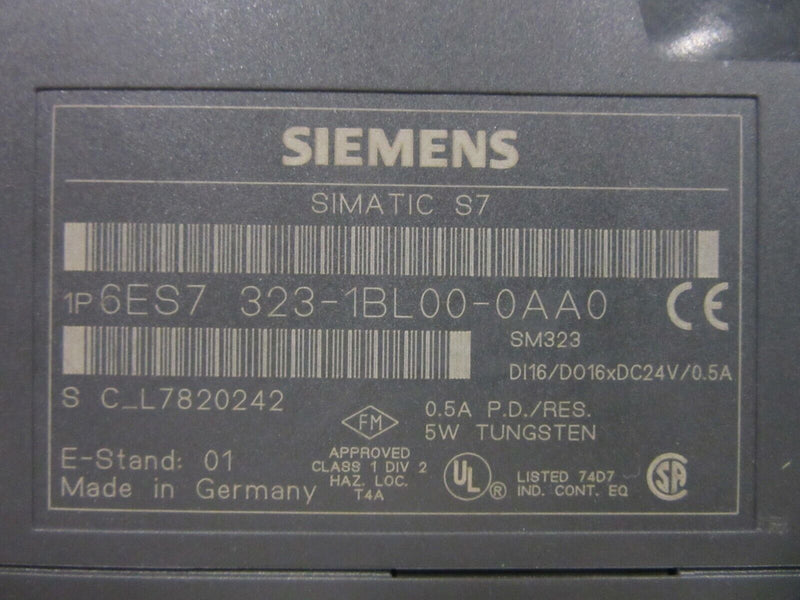 SIEMENS
SIMATIC S7
1P 6ES7 323-1BL00-0AA0
CE
SM323
DI16/DO16xDC24V/0.5A
S C_L7820242
FM
APPROVED
CLASS 1 DIV 2
HAZ. LOC.
T4A
0.5A P.D./RES.
5W TUNGSTEN
E-Stand: 01
Made in Germany
UL ®
LISTED 74D7
IND. CONT. EQ
SA